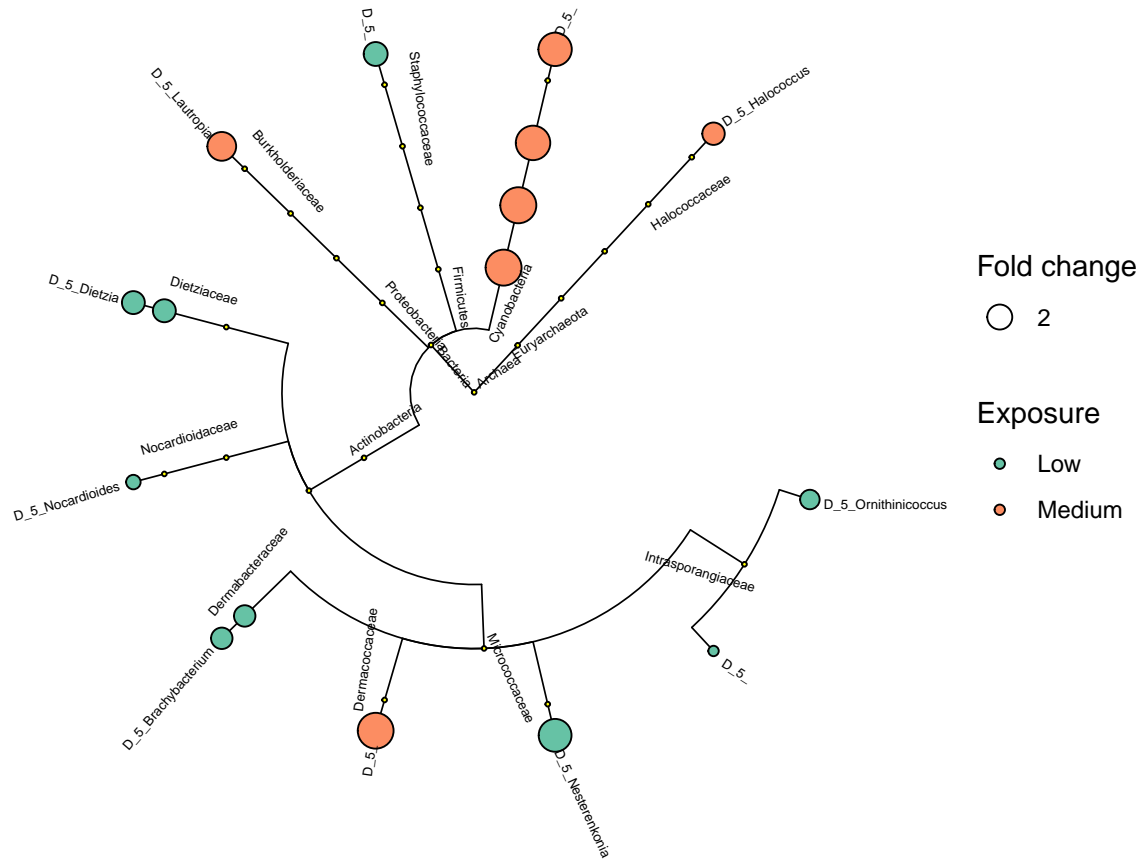 D_5_
D_5_
Staphylococcaceae
D_5_Lautropia
Burkholderiaceae
D_5_Halococcus
Halococcaceae
D_5_Dietzia
Dietziaceae
Proteobacteria
Firmicutes
Cyanobacteria
Euryarchaeota
Bacteria
Archaea
Actinobacteria
Nocardioidaceae
D_5_Nocardioides
Dermabacteraceae
D_5_Brachybacterium
Dermacoccaceae
D_5_
Micrococcaceae
D_5_Nesterenkonia
Intrasporangiaceae
D_5_Ornithinicoccus
D_5_
Fold change
2
Exposure
Low
Medium